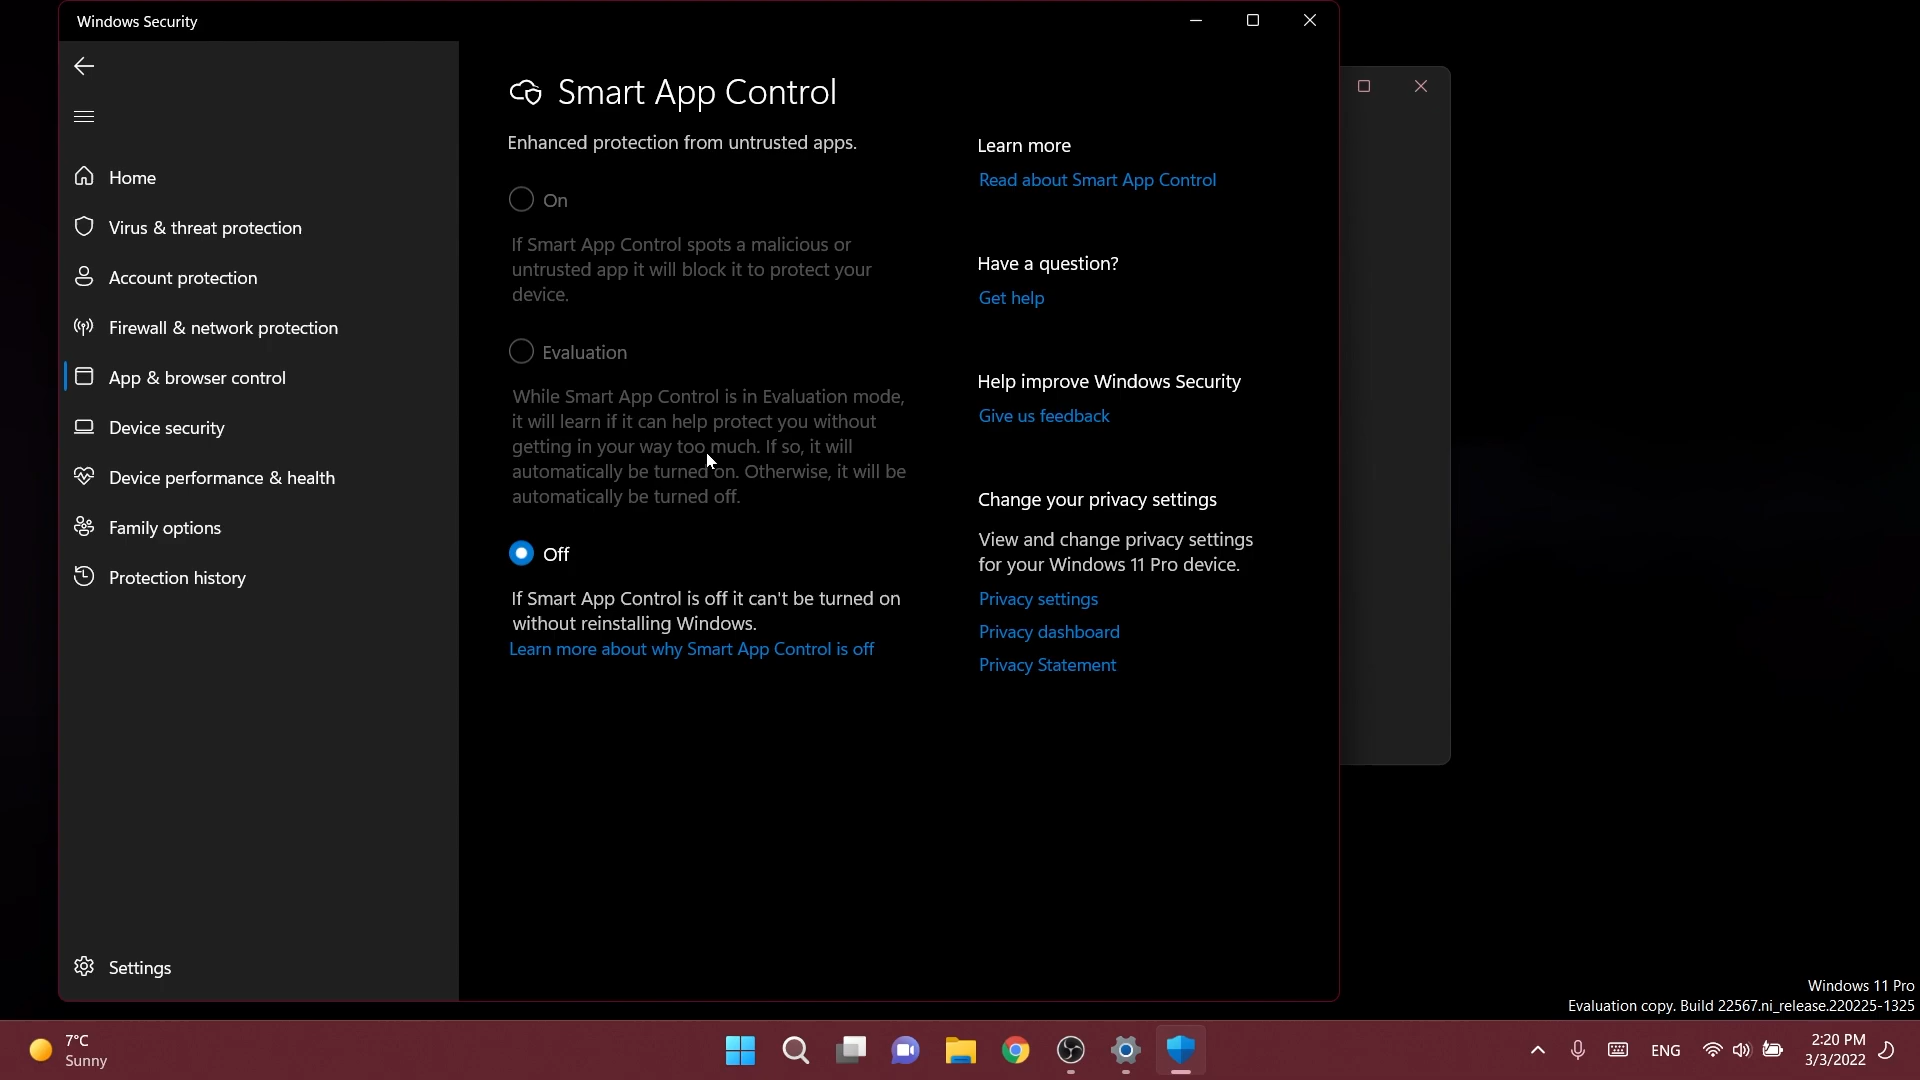 Windows Security
Home
Virus & threat protection
Account protection
Firewall & network protection
App & browser control
Device security
Device performance & health
Family options
Protection history
Settings
Smart App Control
Enhanced protection from untrusted apps.
On
If Smart App Control spots a malicious or
untrusted app it will block it to protect your
device.
Evaluation
While Smart App Control is in Evaluation mode,
it will learn if it can help protect you without
getting in your way too much. If so, it will
automatically be turned on. Otherwise, it will be
automatically be turned off.
Off
If Smart App Control is off it can't be turned on
without reinstalling Windows.
Learn more about why Smart App Control is off
Learn more
Read about Smart App Control
Have a question?
Get help
Help improve Windows Security
Give us feedback
Change your privacy settings
View and change privacy settings
for your Windows 11 Pro device.
Privacy settings
Privacy dashboard
Privacy Statement
Windows 11 Pro
Evaluation copy. Build 22567.ni_release.220225-1325
7°C
Sunny
ENG
2:20 PM
3/3/2022